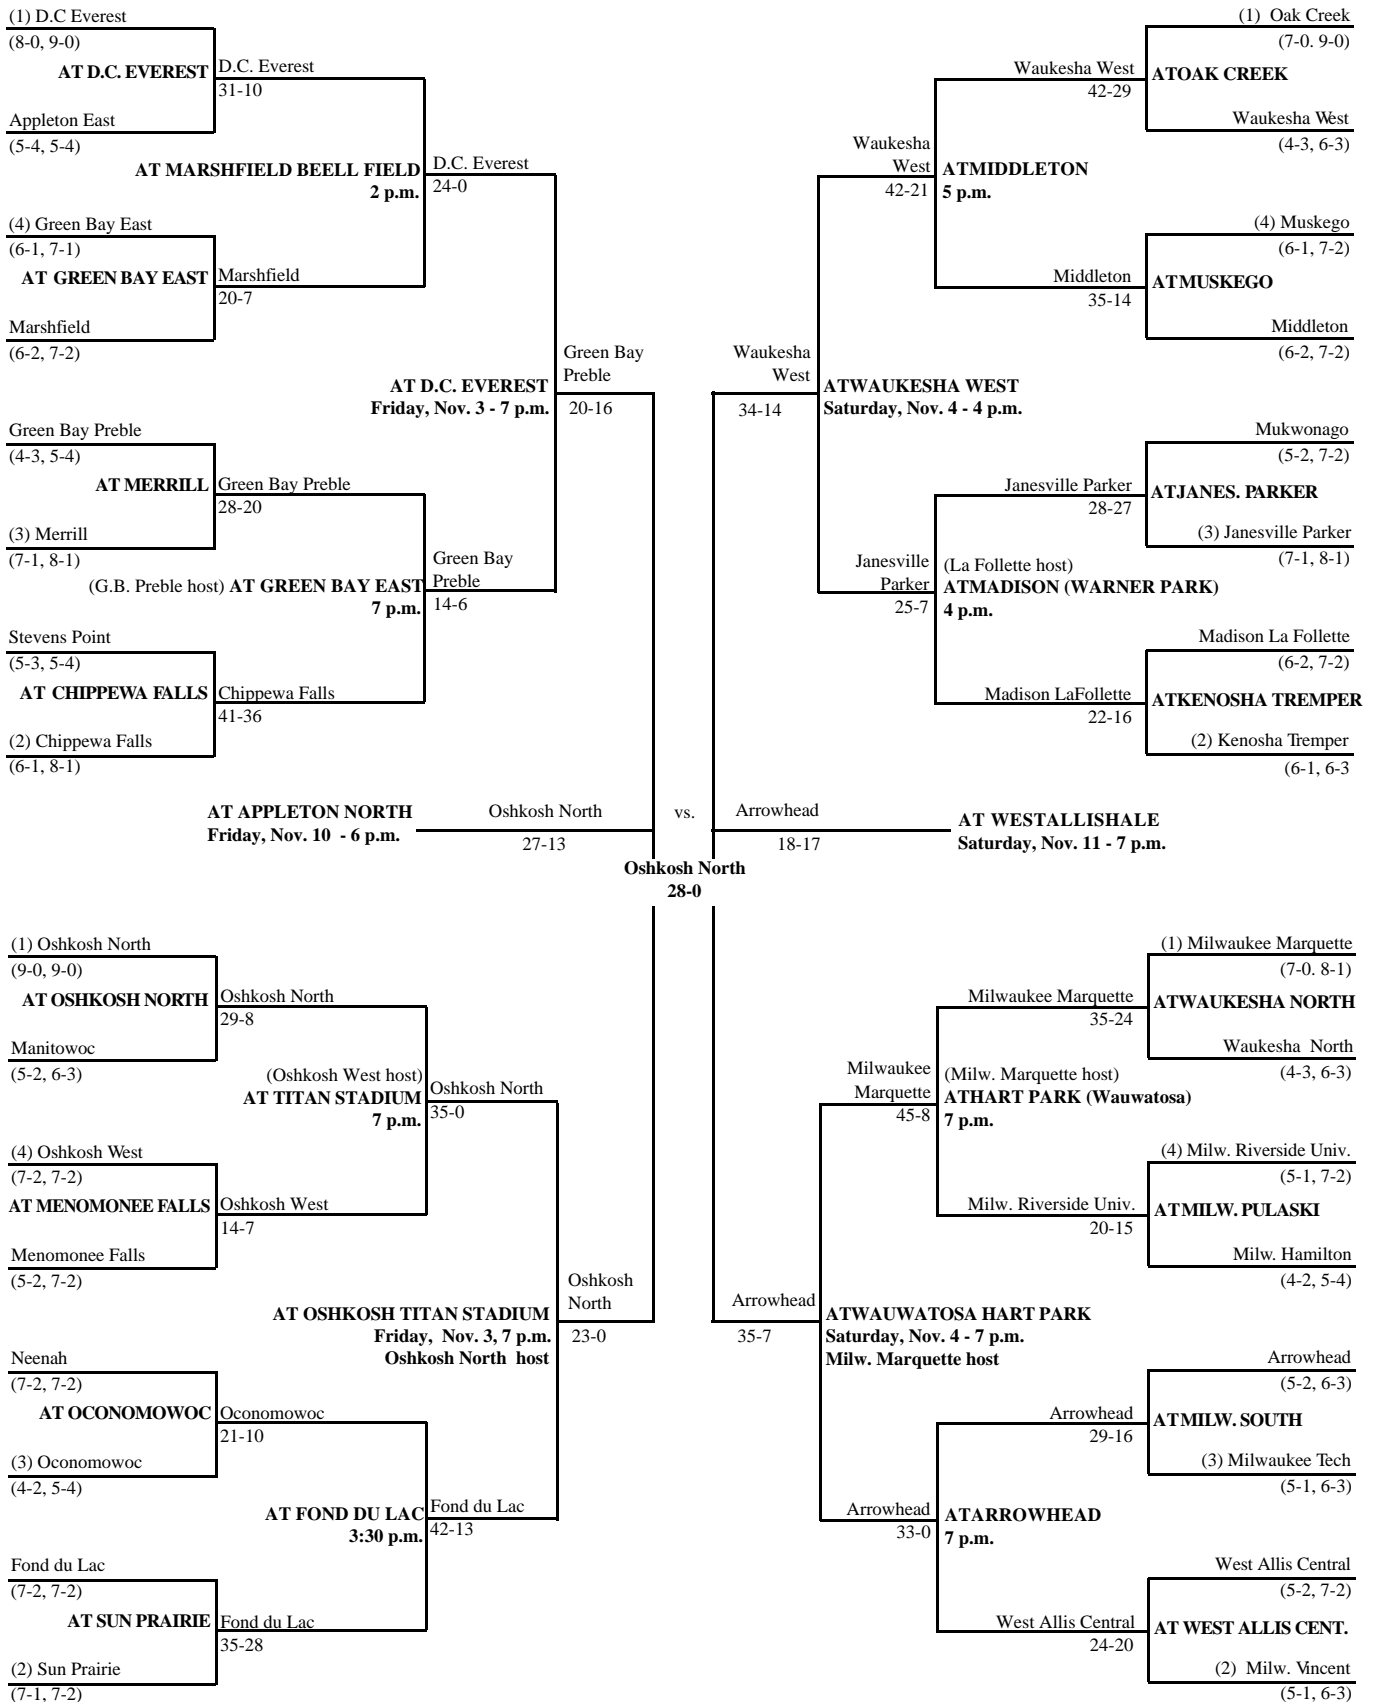 (1) D.C Everest
(8-0, 9-0)
AT D.C. EVEREST
D.C. Everest
31-10
Appleton East
(5-4, 5-4)
AT MARSHFIELD BEELL FIELD
2 p.m.
D.C. Everest
24-0
(4) Green Bay East
(6-1, 7-1)
AT GREEN BAY EAST
Marshfield
20-7
Marshfield
(6-2, 7-2)
AT D.C. EVEREST
Friday, Nov. 3 - 7 p.m.
Green Bay
Preble
20-16
Green Bay Preble
(4-3, 5-4)
AT MERRILL
Green Bay Preble
28-20
(3) Merrill
(7-1, 8-1)
(G.B. Preble host) AT GREEN BAY EAST
7 p.m.
Green Bay
Preble
14-6
Stevens Point
(5-3, 5-4)
AT CHIPPEWA FALLS
Chippewa Falls
41-36
(2) Chippewa Falls
(6-1, 8-1)
(1) Oak Creek
(7-0. 9-0)
Waukesha West
42-29
ATOAK CREEK
Waukesha West
(4-3, 6-3)
Waukesha
West
42-21
ATMIDDLETON
5 p.m.
(4) Muskego
(6-1, 7-2)
Middleton
35-14
ATMUSKEGO
Middleton
(6-2, 7-2)
Waukesha
West
34-14
ATWAUKESHA WEST
Saturday, Nov. 4 - 4 p.m.
Mukwonago
(5-2, 7-2)
Janesville Parker
28-27
ATJANES. PARKER
(3) Janesville Parker
(7-1, 8-1)
Janesville
Parker
25-7
(La Follette host)
ATMADISON (WARNER PARK)
4 p.m.
Madison La Follette
(6-2, 7-2)
Madison LaFollette
22-16
ATKENOSHA TREMPER
(2) Kenosha Tremper
(6-1, 6-3
AT APPLETON NORTH
Friday, Nov. 10 - 6 p.m.
Oshkosh North
27-13
vs.
Arrowhead
18-17
AT WESTALLISHALE
Saturday, Nov. 11 - 7 p.m.
Oshkosh North
28-0
(1) Oshkosh North
(9-0, 9-0)
AT OSHKOSH NORTH
Oshkosh North
29-8
Manitowoc
(5-2, 6-3)
(Oshkosh West host)
AT TITAN STADIUM
7 p.m.
Oshkosh North
35-0
(4) Oshkosh West
(7-2, 7-2)
AT MENOMONEE FALLS
Oshkosh West
14-7
Menomonee Falls
(5-2, 7-2)
AT OSHKOSH TITAN STADIUM
Friday, Nov. 3, 7 p.m.
Oshkosh North host
Oshkosh
North
23-0
Neenah
(7-2, 7-2)
AT OCONOMOWOC
Oconomowoc
21-10
(3) Oconomowoc
(4-2, 5-4)
AT FOND DU LAC
3:30 p.m.
Fond du Lac
42-13
Fond du Lac
(7-2, 7-2)
AT SUN PRAIRIE
Fond du Lac
35-28
(2) Sun Prairie
(7-1, 7-2)
(1) Milwaukee Marquette
(7-0. 8-1)
Milwaukee Marquette
35-24
ATWAUKESHA NORTH
Waukesha North
(4-3, 6-3)
Milwaukee
Marquette
45-8
(Milw. Marquette host)
ATHART PARK (Wauwatosa)
7 p.m.
(4) Milw. Riverside Univ.
(5-1, 7-2)
Milw. Riverside Univ.
20-15
ATMILW. PULASKI
Milw. Hamilton
(4-2, 5-4)
Arrowhead
35-7
ATWAUWATOSA HART PARK
Saturday, Nov. 4 - 7 p.m.
Milw. Marquette host
Arrowhead
(5-2, 6-3)
Arrowhead
29-16
ATMILW. SOUTH
(3) Milwaukee Tech
(5-1, 6-3)
Arrowhead
33-0
ATARROWHEAD
7 p.m.
West Allis Central
(5-2, 7-2)
West Allis Central
24-20
AT WEST ALLIS CENT.
(2) Milw. Vincent
(5-1, 6-3)